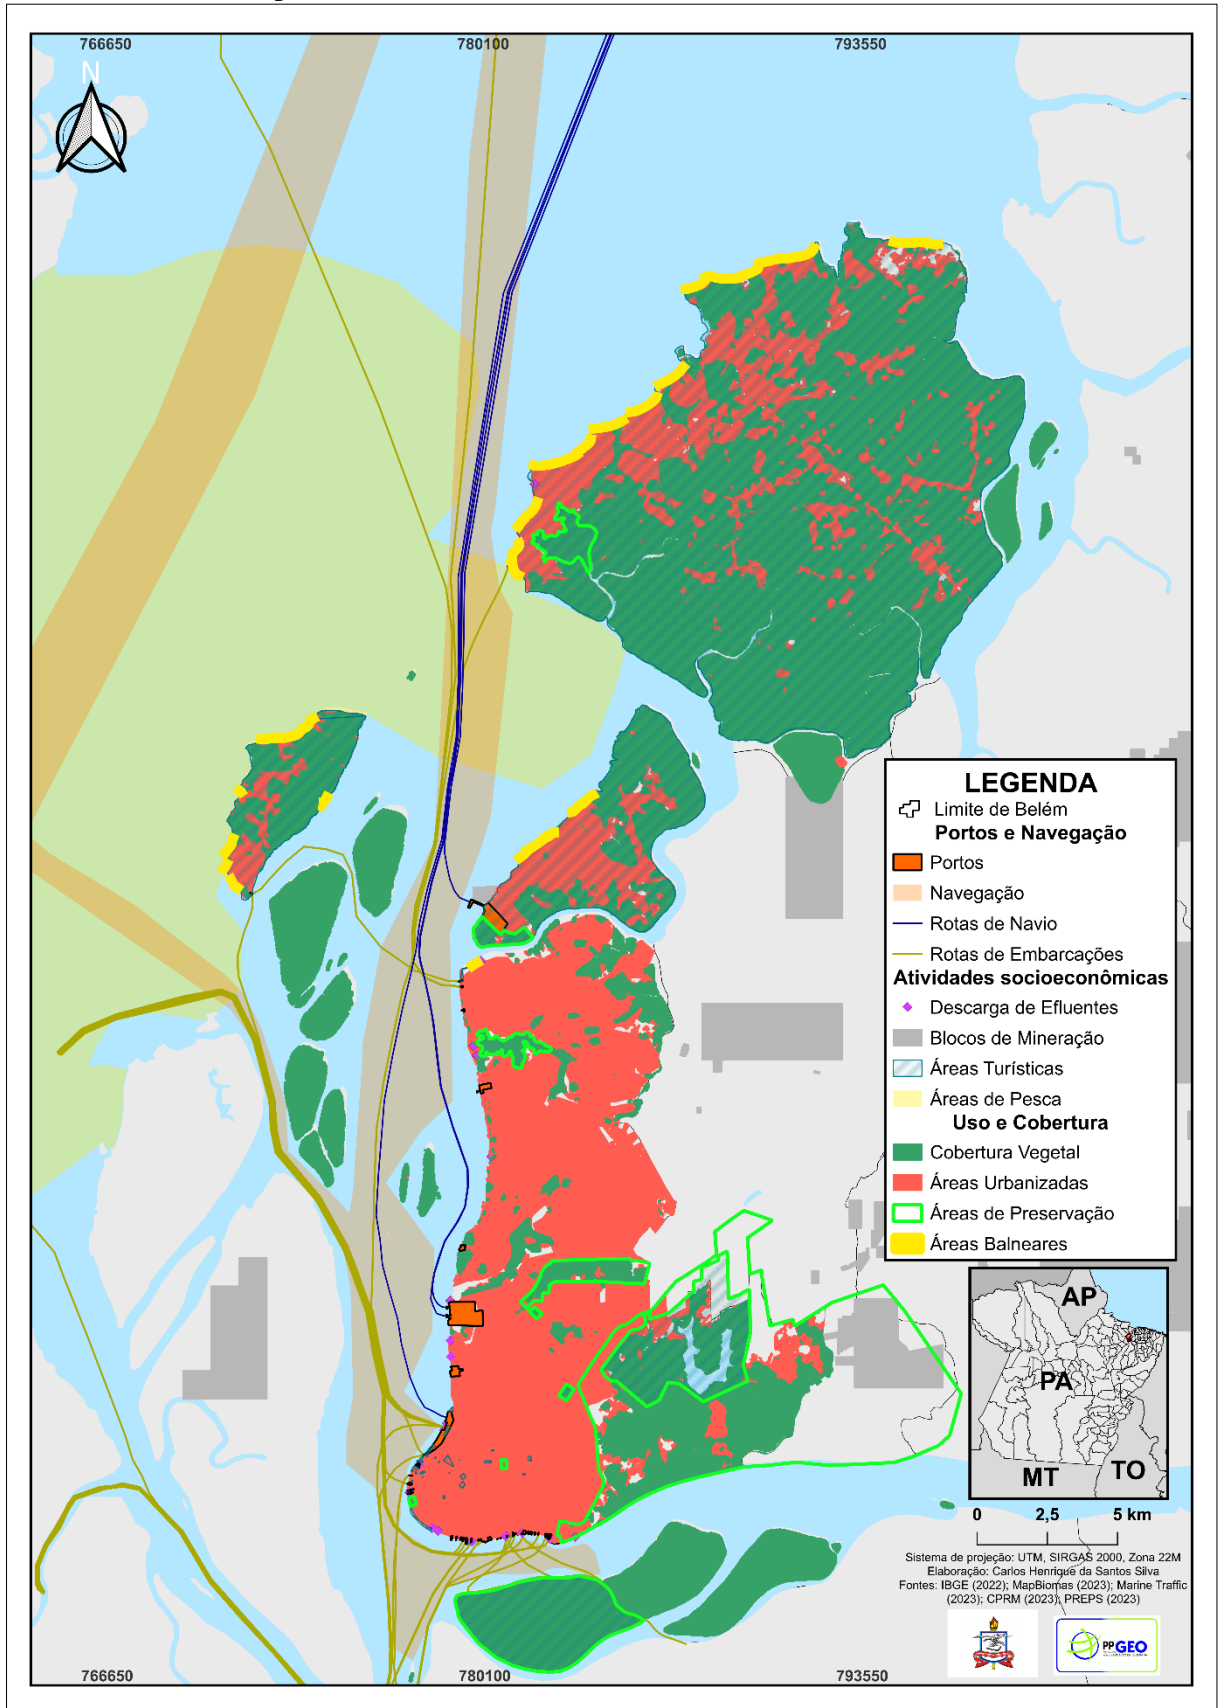 766650
780100
793550
N
LEGENDA
Limite de Belém
Portos e Navegação
Portos
Navegação
Rotas de Navio
Rotas de Embarcações
Atividades socioeconômicas
Descarga de Efluentes
Blocos de Mineração
Áreas Turísticas
Áreas de Pesca
Uso e Cobertura
Cobertura Vegetal
Áreas Urbanizadas
Áreas de Preservação
Áreas Balneares
AP
PA
MT
TO
0
2,5
5 km
Sistema de projeção: UTM, SIRGAS 2000, Zona 22M
Elaboração: Carlos Henrique da Santos Silva
Fontes: IBGE (2022); MapBiomas (2023); Marine Traffic
(2023); CPRM (2023); PREPS (2023)
PPGEO
766650
780100
793550